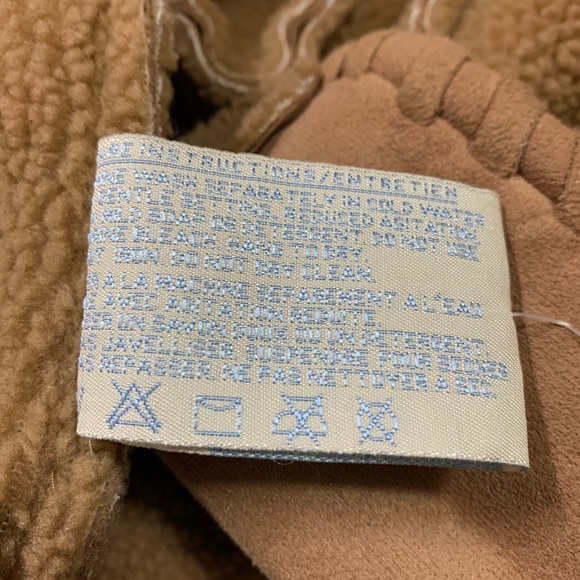 INSTRUCTIONS/ENTRETIEN
WASH SEPARATELY IN COLD WATER
GENTLE SETTING. REDUCED AGITATION.
MILD SOAP OR DETERGENT. DO NOT USE
BLEACH. HANG TO DRY.
IRON. DO NOT DRY CLEAN.
A LA MACHINE SEPAREMENT A L'EAU
AVEC AGITATION REDUITE.
UN SAVON FINE OU UN DETERGENT.
JAVELLISER. SUSPENDRE POUR SECHER.
REPASSER. NE PAS NETTOYER A SEC.